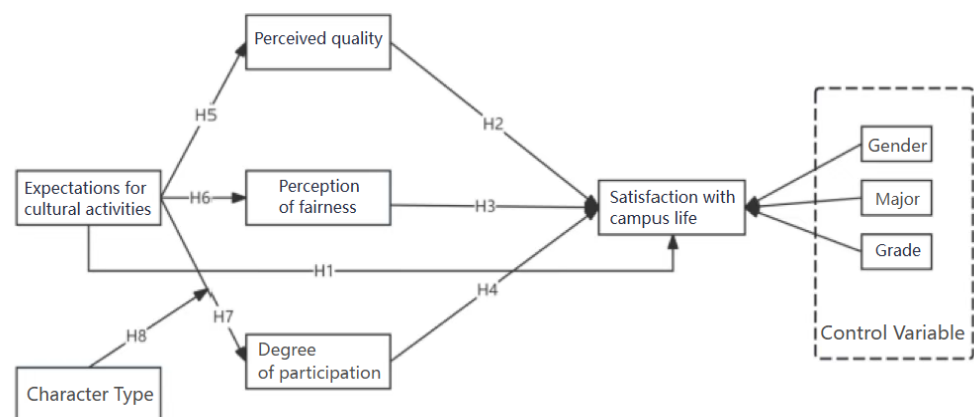 Perceived quality
H5
H2
Gender
Expectations for
cultural activities
H6
Perception
of fairness
H3
Satisfaction with
campus life
Major
Grade
H1
H4
H7
H8
Degree
of participation
Control Variable
Character Type